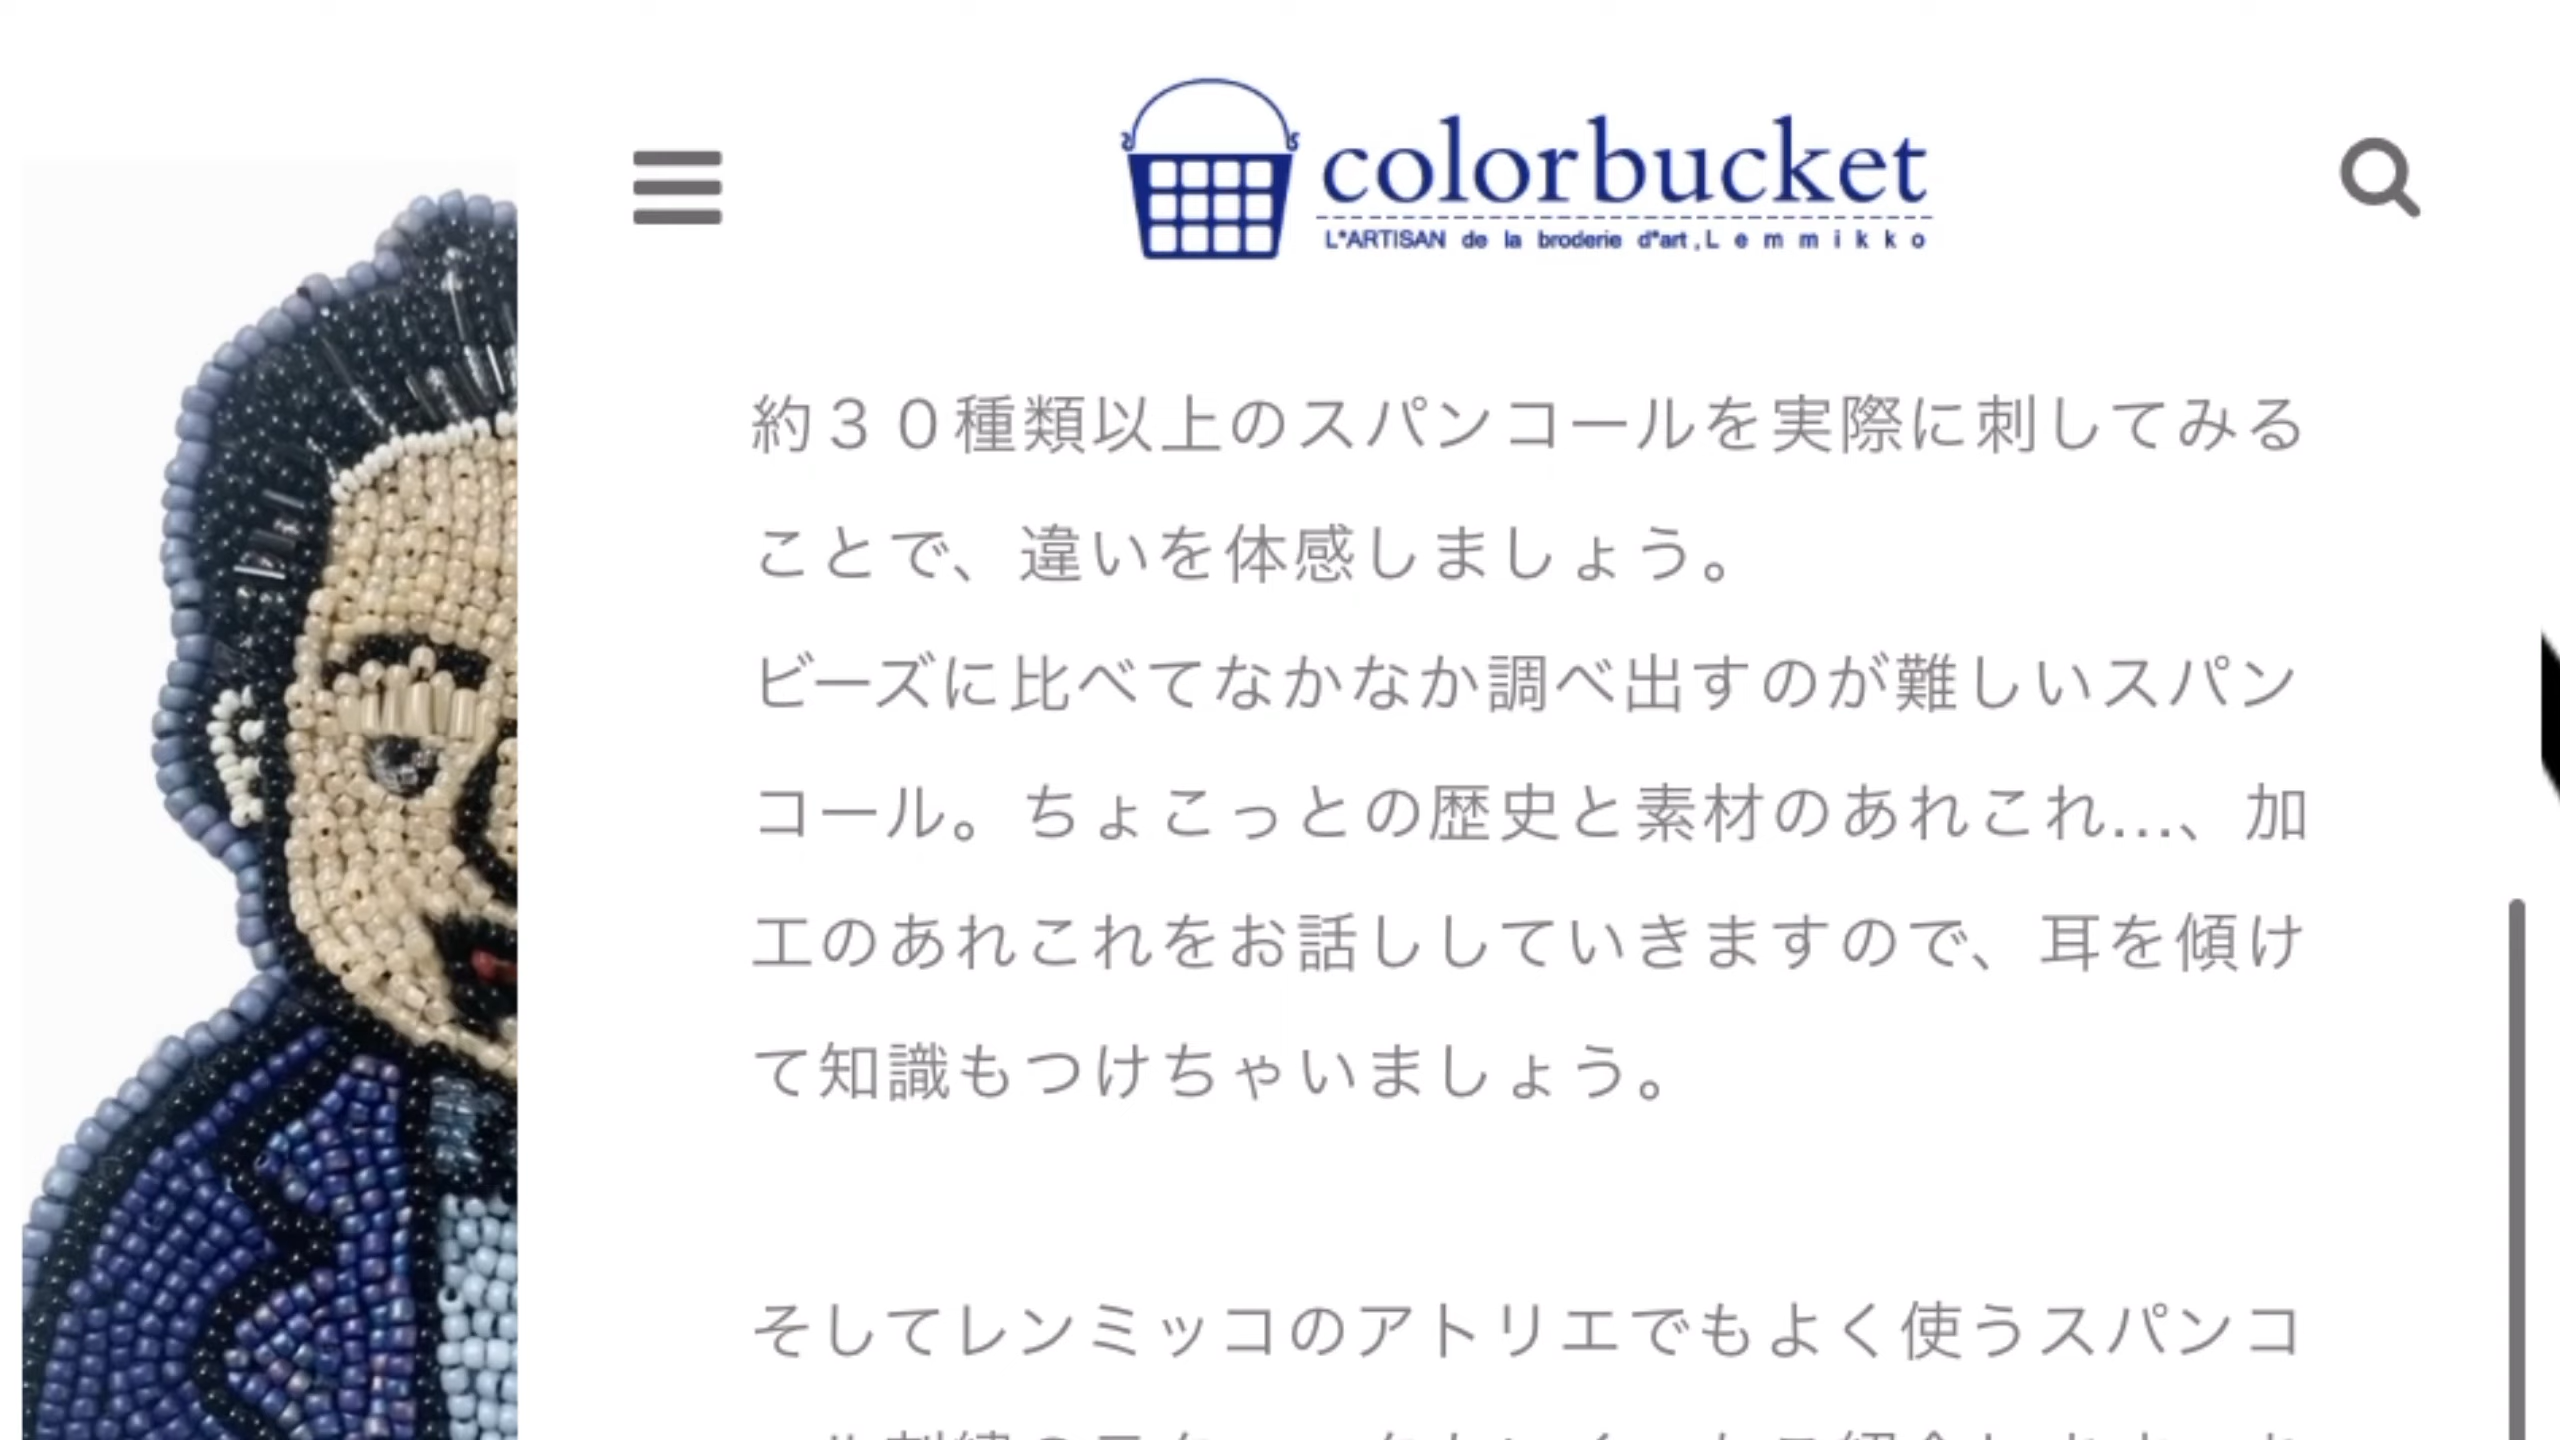 colorbucket
L*ARTISAN de la broderie d*art,Lemmikko
約３０種類以上のスパンコールを実際に刺してみる
ことで、違いを体感しましょう。
ビーズに比べてなかなか調べ出すのが難しいスパン
コール。ちょこっとの歴史と素材のあれこれ...、加
工のあれこれをお話ししていきますので、耳を傾け
て知識もつけちゃいましょう。
そしてレンミッコのアトリエでもよく使うスパンコ